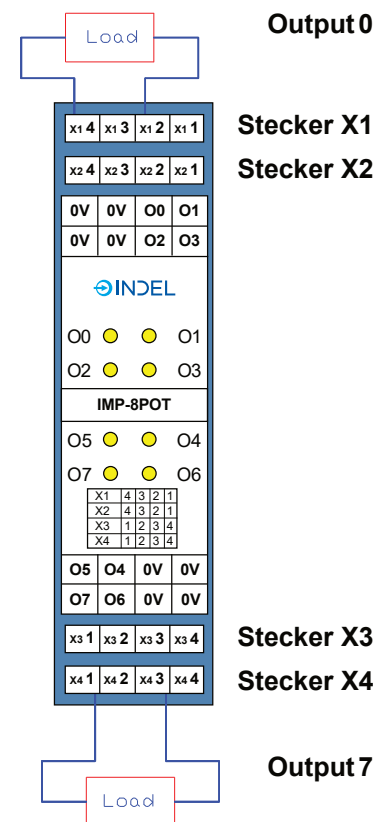 Output 0
Load
x1 4 x1 3 x1 2 x1 1 Stecker X1
x2 4 x2 3 x2 2 x2 1 Stecker X2
0V 0V O0 O1
0V 0V O2 O3
INDEL
O0 O1
O2 O3
IMP-8POT
O5 O4
O7 O6
X1 4 3 2 1
X2 4 3 2 1
X3 1 2 3 4
X4 1 2 3 4
O5 O4 0V 0V
O7 O6 0V 0V
x3 1 x3 2 x3 3 x3 4 Stecker X3
x4 1 x4 2 x4 3 x4 4 Stecker X4
Output 7
Load